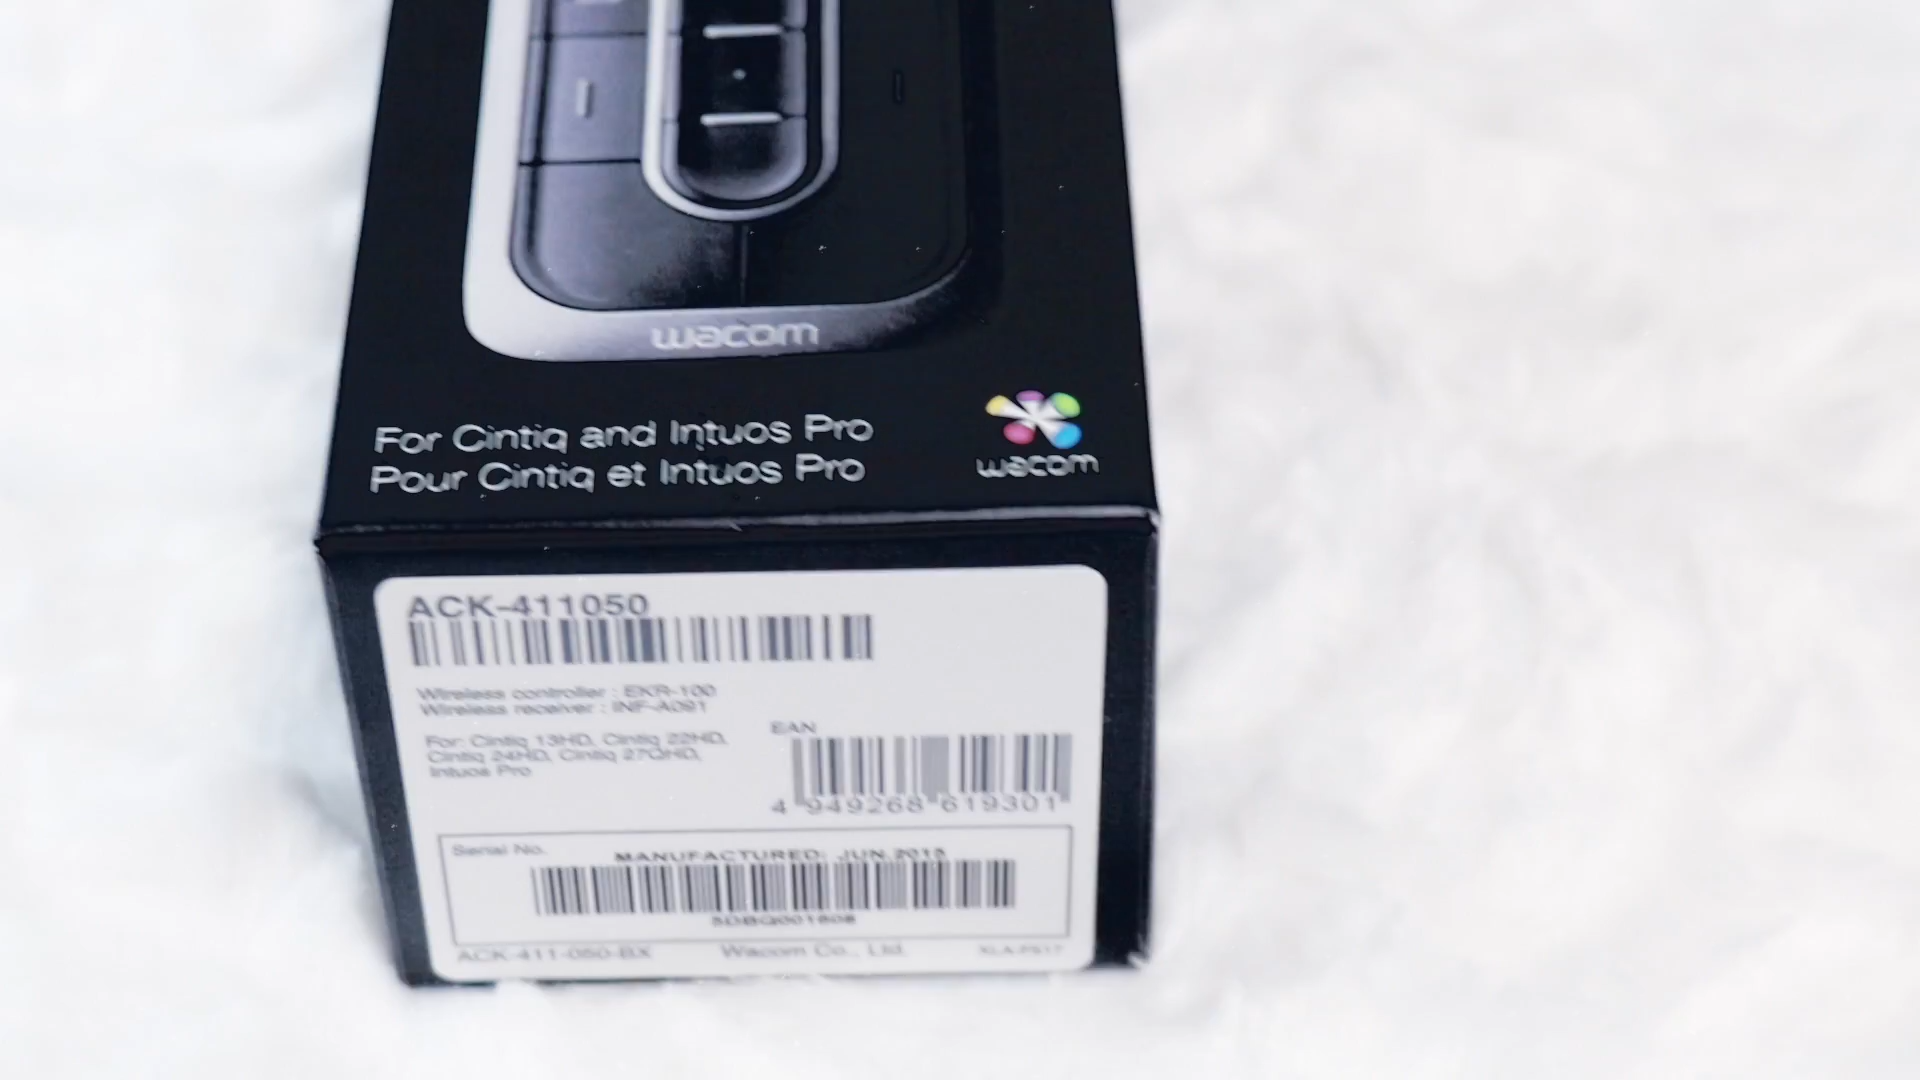 wacom
For Cintiq and Intuos Pro
Pour Cintiq et Intuos Pro
wacom
ACK-411050
Wireless controller : EKR-100
Wireless receiver : INF-A091
For: Cintiq 13HD, Cintiq 22HD,
Cintiq 24HD, Cintiq 27QHD,
Intuos Pro
EAN
4 949268 619301
Serial No.
MANUFACTURED: JUN.2015
5DBQ001608
ACK-411-050-BX
Wacom Co., Ltd.